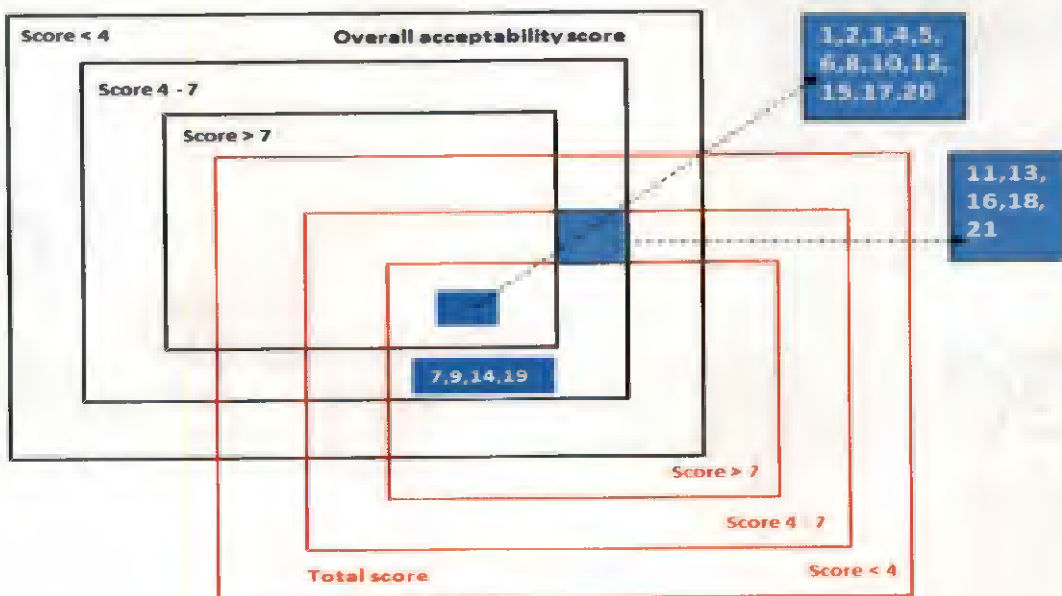 Score < 4
Overall acceptability score
1,2,3,4,5,
6,8,10,12,
15,17,20
Score 4 - 7
Score > 7
11,13,
16,18,
21
7,9,14,19
Score > 7
Score 4 - 7
Score < 4
Total score